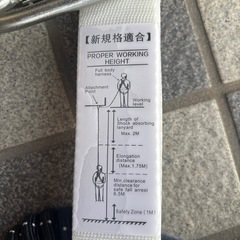 【新規格適合】
PROPER WORKING
HEIGHT
Full body
harness
Attachment
Point
Working
level
Length of
Shock absorbing
lanyard
Max. 2M
Elongation
distance
(Max. 1.75M)
Min. clearance
distance for
safe fall arrest
6.5M
Safety Zone (1M)